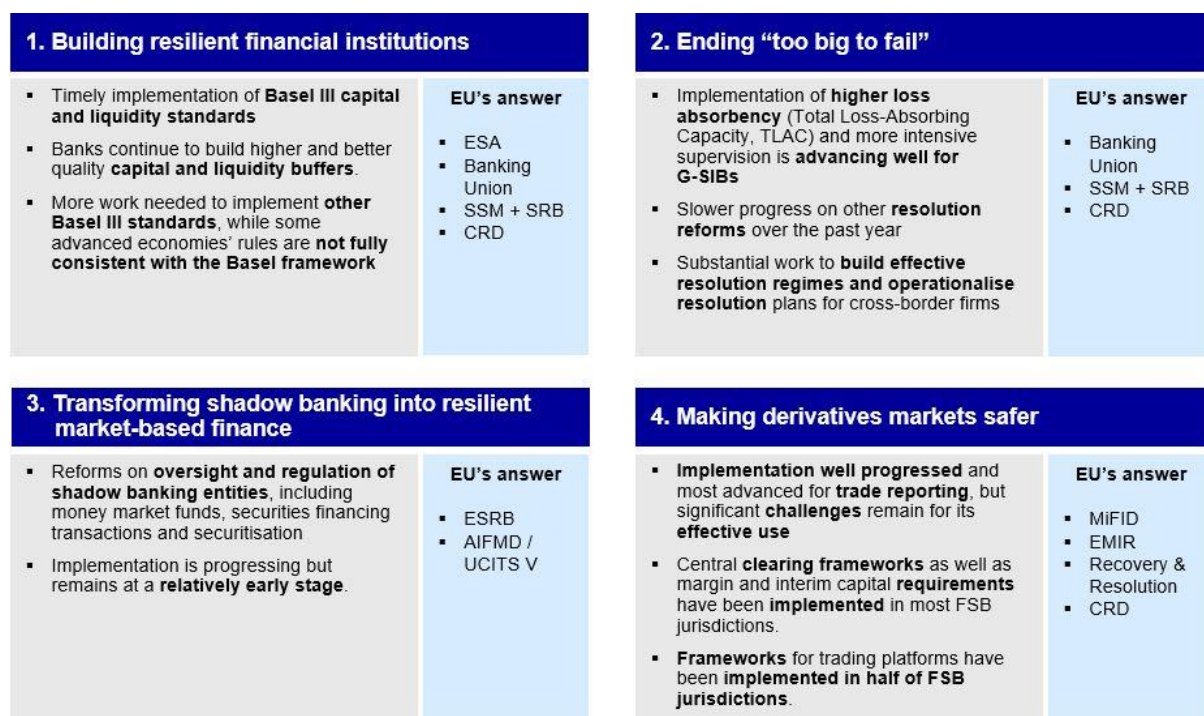 1. Building resilient financial institutions
▪ Timely implementation of Basel III capital
and liquidity standards
▪ Banks continue to build higher and better
quality capital and liquidity buffers.
▪ More work needed to implement other
Basel III standards, while some
advanced economies' rules are not fully
consistent with the Basel framework
EU's answer
▪ ESA
▪ Banking
Union
▪ SSM + SRB
▪ CRD
2. Ending “too big to fail”
▪ Implementation of higher loss
absorbency (Total Loss-Absorbing
Capacity, TLAC) and more intensive
supervision is advancing well for
G-SIBs
▪ Slower progress on other resolution
reforms over the past year
▪ Substantial work to build effective
resolution regimes and operationalise
resolution plans for cross-border firms
EU's answer
▪ Banking
Union
▪ SSM + SRB
▪ CRD
3. Transforming shadow banking into resilient
market-based finance
▪ Reforms on oversight and regulation of
shadow banking entities, including
money market funds, securities financing
transactions and securitisation
▪ Implementation is progressing but
remains at a relatively early stage.
EU's answer
▪ ESRB
▪ AIFMD /
UCITS V
4. Making derivatives markets safer
▪ Implementation well progressed and
most advanced for trade reporting, but
significant challenges remain for its
effective use
▪ Central clearing frameworks as well as
margin and interim capital requirements
have been implemented in most FSB
jurisdictions.
▪ Frameworks for trading platforms have
been implemented in half of FSB
jurisdictions.
EU's answer
▪ MiFID
▪ EMIR
▪ Recovery &
Resolution
▪ CRD